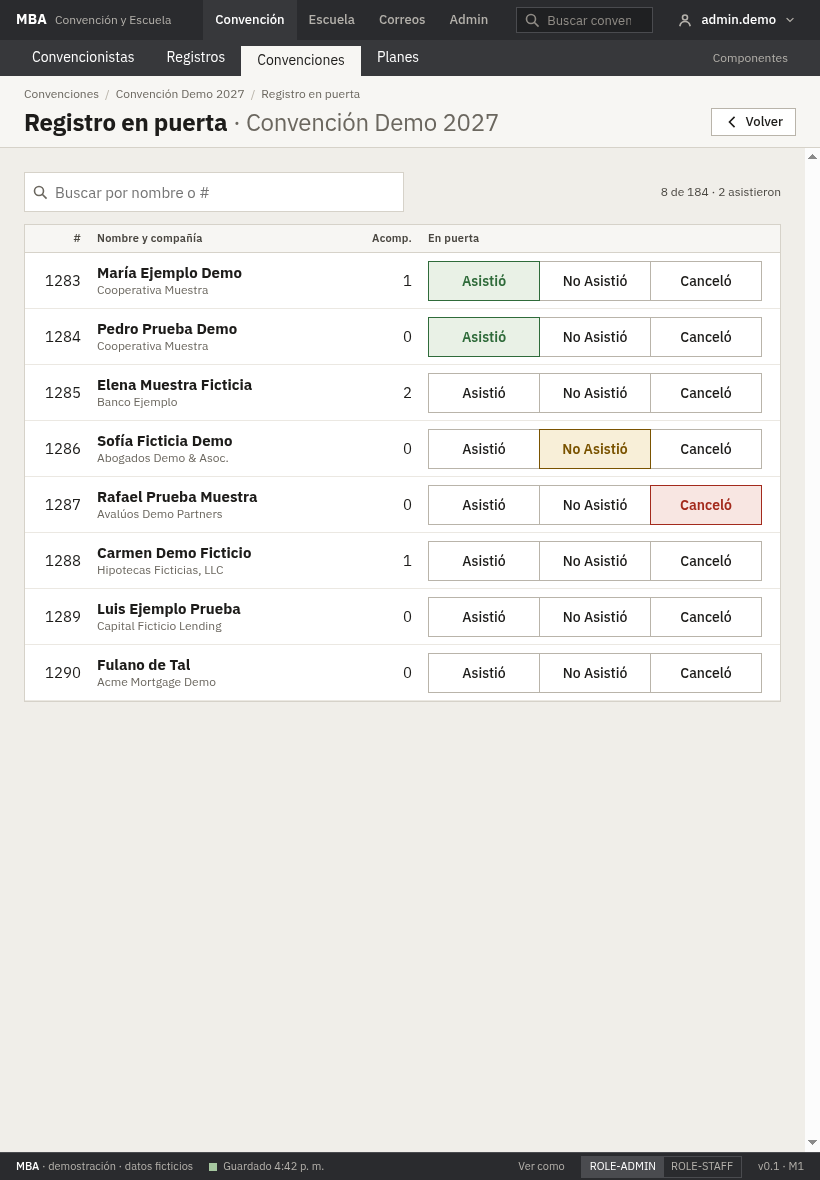 MBA Convención y Escuela Convención Escuela Correos Admin Buscar conven admin.demo
Convencionistas Registros Convenciones Planes Componentes
Convenciones / Convención Demo 2027 / Registro en puerta
Registro en puerta · Convención Demo 2027 Volver
Buscar por nombre o # 8 de 184 · 2 asistieron
# Nombre y compañía Acomp. En puerta
1283 María Ejemplo Demo 1 Asistió No Asistió Canceló
Cooperativa Muestra
1284 Pedro Prueba Demo 0 Asistió No Asistió Canceló
Cooperativa Muestra
1285 Elena Muestra Ficticia 2 Asistió No Asistió Canceló
Banco Ejemplo
1286 Sofía Ficticia Demo 0 Asistió No Asistió Canceló
Abogados Demo & Asoc.
1287 Rafael Prueba Muestra 0 Asistió No Asistió Canceló
Avalúos Demo Partners
1288 Carmen Demo Ficticio 1 Asistió No Asistió Canceló
Hipotecas Ficticias, LLC
1289 Luis Ejemplo Prueba 0 Asistió No Asistió Canceló
Capital Ficticio Lending
1290 Fulano de Tal 0 Asistió No Asistió Canceló
Acme Mortgage Demo
MBA · demostración · datos ficticios Guardado 4:42 p. m. Ver como ROLE-ADMIN ROLE-STAFF v0.1 · M1